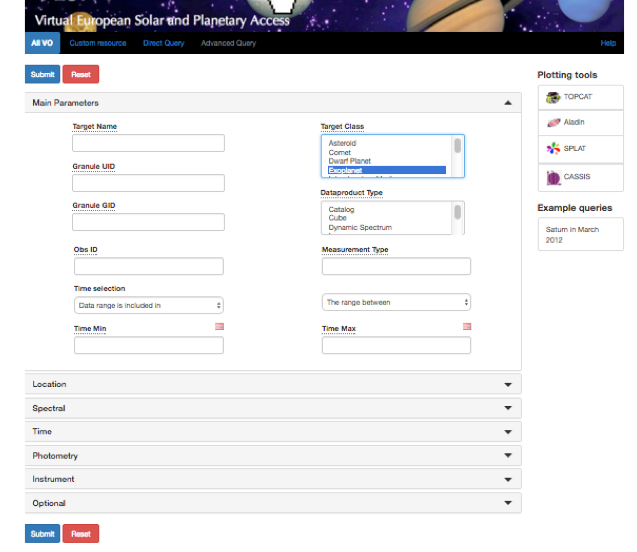 Virtual European Solar and Planetary Access
All VO Custom resource Direct Query Advanced Query Help
Submit Reset
Main Parameters
Target Name
Granule UID
Granule GID
Obs ID
Time selection
Data range is included in
Time Min
Target Class
Asteroid
Comet
Dwarf Planet
Exoplanet
Dataproduct Type
Catalog
Cube
Dynamic Spectrum
Measurement Type
The range between
Time Max
Location
Spectral
Time
Photometry
Instrument
Optional
Submit Reset
Plotting tools
TOPCAT
Aladin
SPLAT
CASSIS
Example queries
Saturn in March
2012